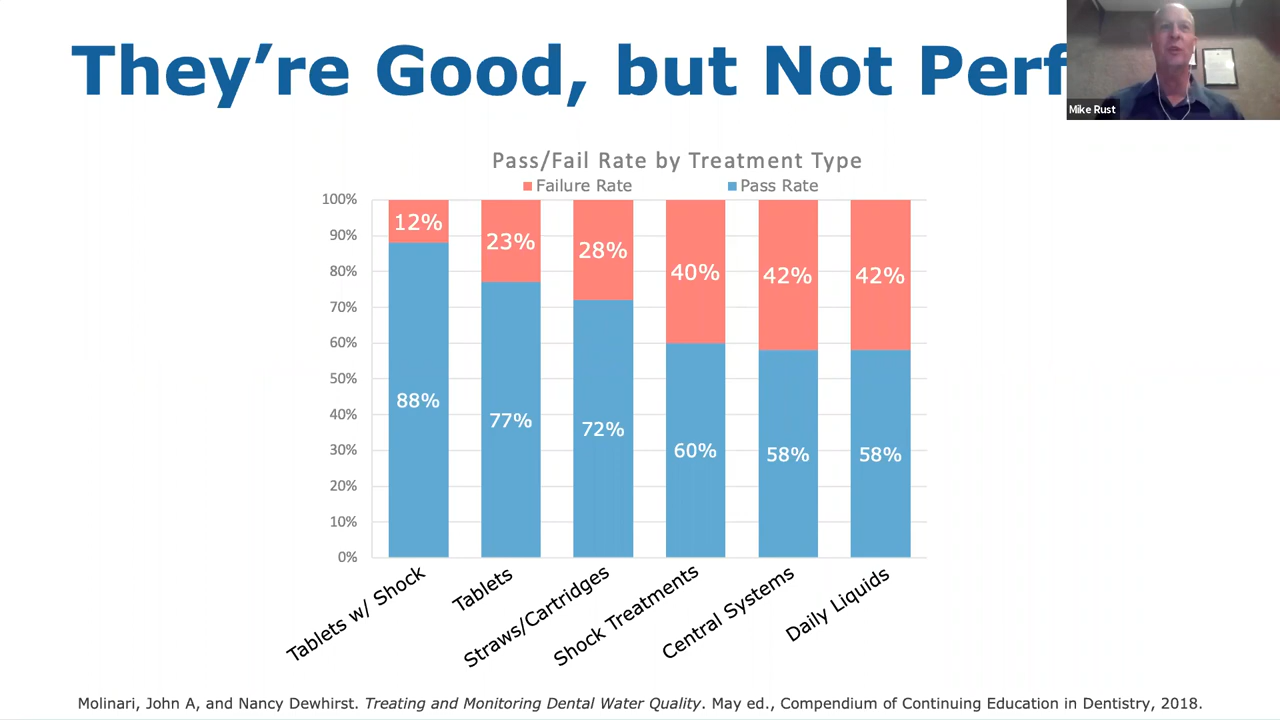 They’re Good, but Not Perf
Mike Rust
Pass/Fail Rate by Treatment Type
Failure Rate Pass Rate
100%
90%
80%
70%
60%
50%
40%
30%
20%
10%
0%
12% 23% 28% 40% 42% 42%
88% 77% 72% 60% 58% 58%
Tablets w/ Shock
Tablets
Straws/Cartridges
Shock Treatments
Central Systems
Daily Liquids
Molinari, John A, and Nancy Dewhirst. Treating and Monitoring Dental Water Quality. May ed., Compendium of Continuing Education in Dentistry, 2018.